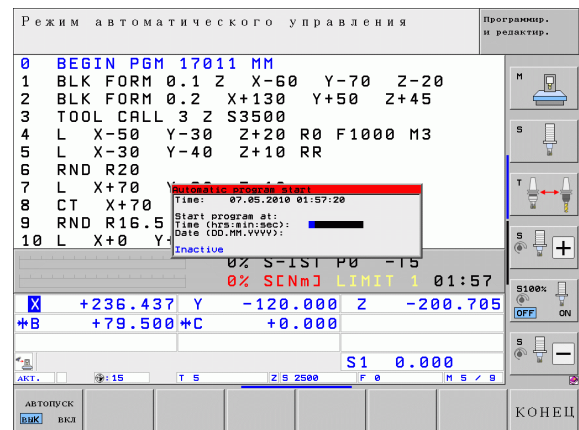 Режим автоматического управления
Программир.
и редактир.
0 BEGIN PGM 17011 MM
1 BLK FORM 0.1 Z X-60 Y-70 Z-20
2 BLK FORM 0.2 X+130 Y+50 Z+45
3 TOOL CALL 3 Z S3500
4 L X-50 Y-30 Z+20 R0 F1000 M3
5 L X-30 Y-40 Z+10 RR
6 RND R20
7 L X+70
8 CT X+70
9 RND R16.5
10 L X+0 Y+
Automatic program start
Time: 07.05.2010 01:57:20
Start program at:
Time (hrs:min:sec):
Date (DD.MM.YYYY):
Inactive
0% S-IST P0 -T5
0% S[Nm] LIMIT 1 01:57
X +236.437 Y -120.000 Z -200.705
B +79.500 C +0.000
S1 0.000
АКТ. :15 T 5 Z S 2500 F 0 M 5 / 9
M
S
T
S
S100%
OFF ON
S
АВТОПУСК
ВЫК ВКЛ
КОНЕЦ